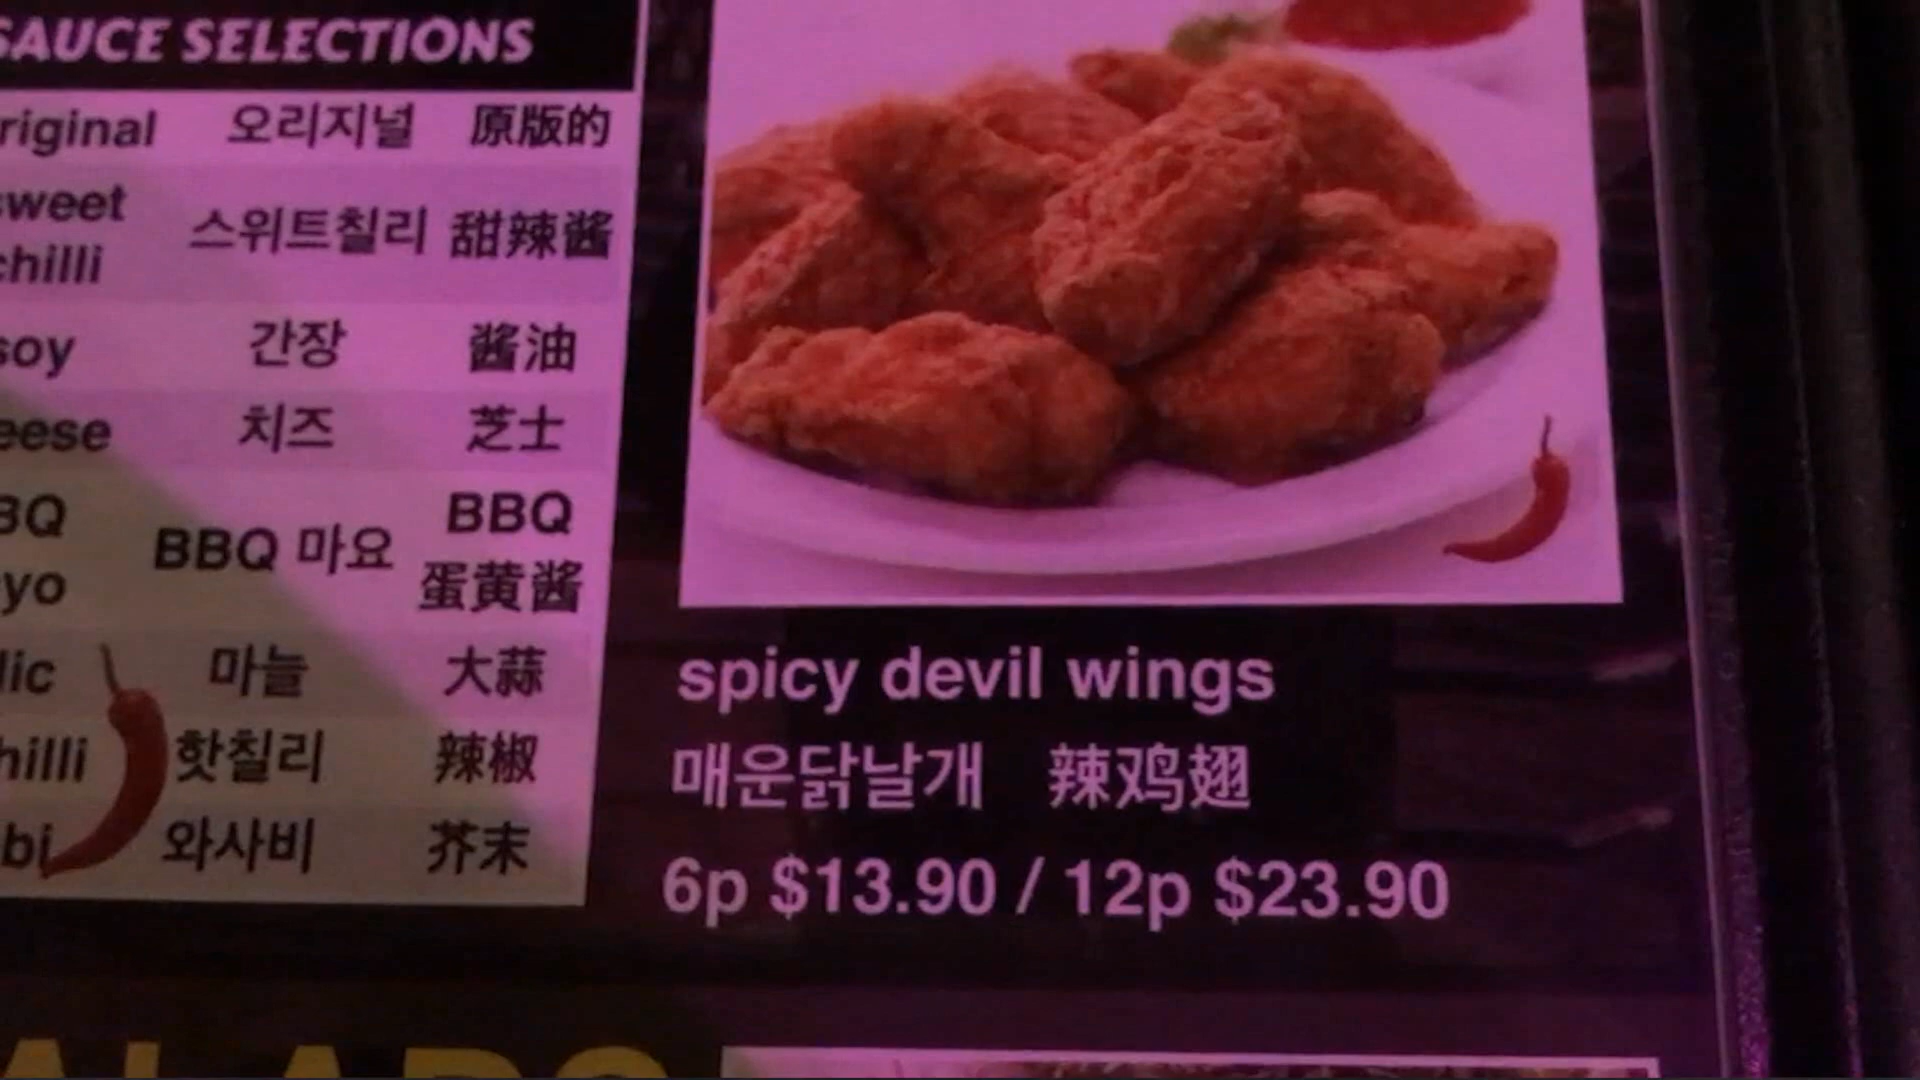 SAUCE SELECTIONS
riginal 오리지널 原版的
sweet
chilli 스위트칠리 甜辣酱
soy 간장 酱油
eese 치즈 芝士
BQ
yo BBQ 마요 BBQ
蛋黄酱
lic 마늘 大蒜
hilli 핫칠리 辣椒
bi 와사비 芥末
spicy devil wings
매운닭날개 辣鸡翅
6p $13.90 / 12p $23.90